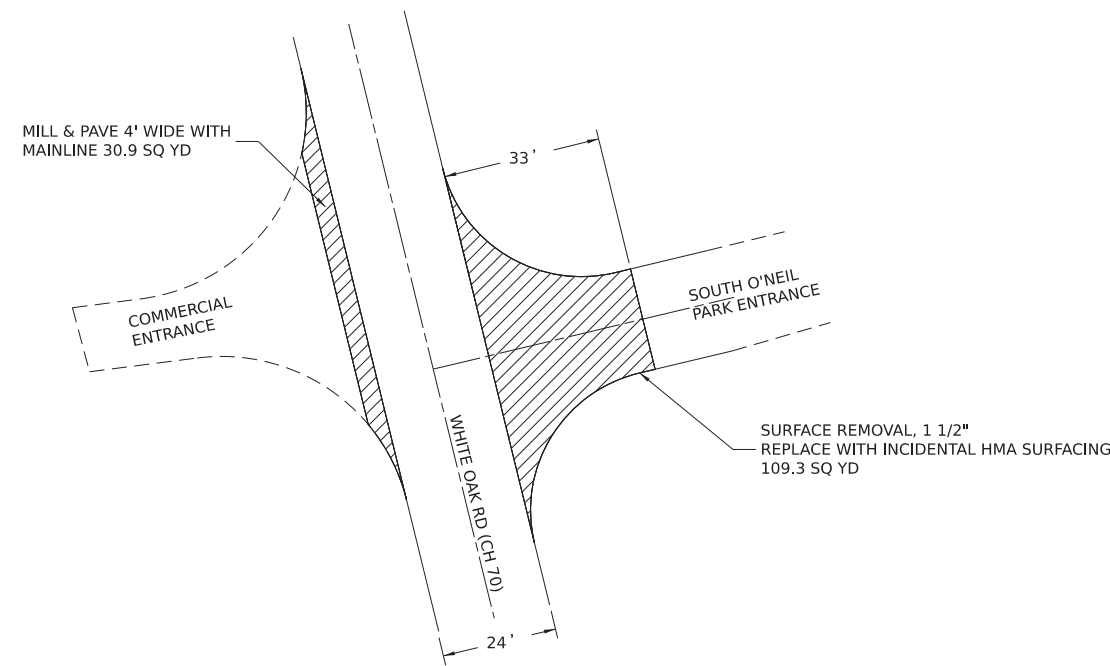 MILL & PAVE 4' WIDE WITH
MAINLINE 30.9 SQ YD
33'
COMMERCIAL
ENTRANCE
SOUTH O'NEIL
PARK ENTRANCE
WHITE OAK RD (CH 70)
SURFACE REMOVAL, 1 1/2"
REPLACE WITH INCIDENTAL HMA SURFACING
109.3 SQ YD
24'